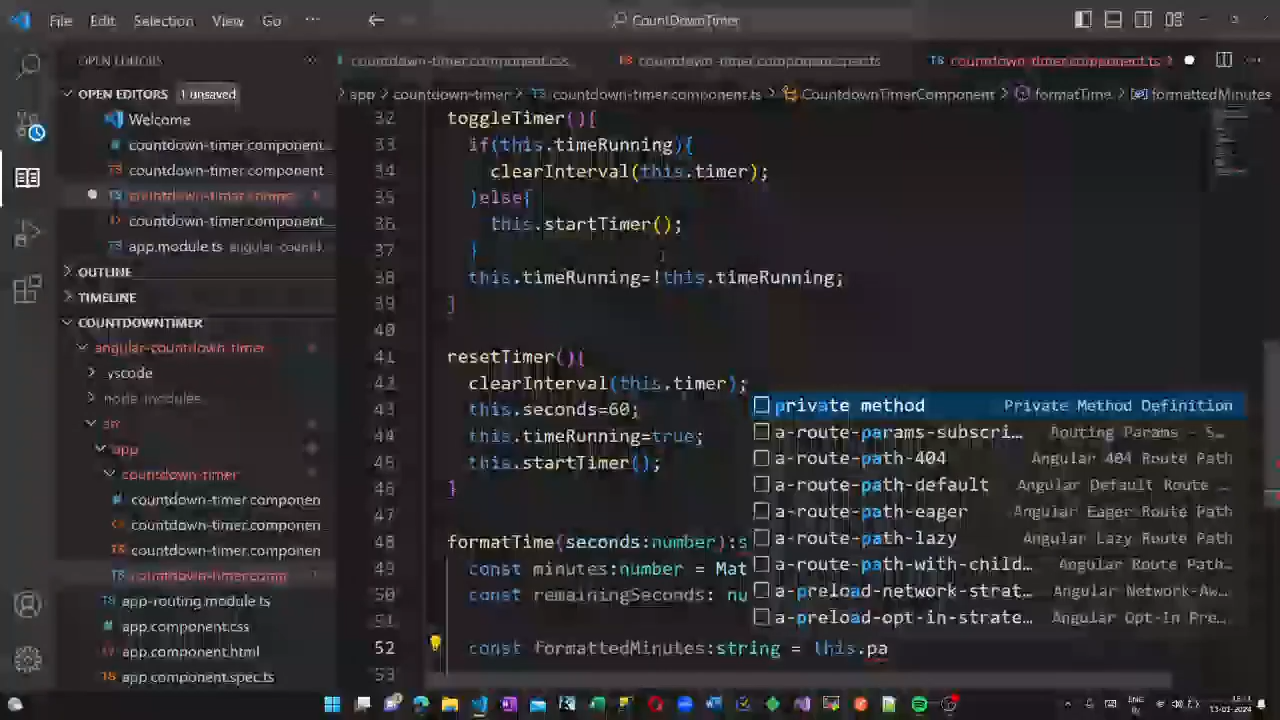 File Edit Selection View Go ··· CountDownTimer
OPEN EDITORS countdown-timer.component.css countdown-timer.component.spec.ts countdown-timer.component.ts
OPEN EDITORS 1 unsaved
app > countdown-timer > countdown-timer.component.ts > CountdownTimerComponent > formatTime > formattedMinutes
Welcome
countdown-timer.component
countdown-timer.component
countdown-timer.component
app.module.ts
OUTLINE
TIMELINE
COUNTDOWNTIMER
angular-countdown-timer
vscode
node_modules
src
app
countdown-timer
countdown-timer.componen
countdown-timer.componen
countdown-timer.componen
countdown-timer.comp
app-routing.module.ts
app.component.css
app.component.html
app.component.spec.ts
32 toggleTimer(){
33 if(this.timeRunning){
34 clearInterval(this.timer);
35 }else{
36 this.startTimer();
37 }
38 this.timeRunning=!this.timeRunning;
39 }
40
41 resetTimer(){
42 clearInterval(this.timer);
43 this.seconds=60;
44 this.timeRunning=true;
45 this.startTimer();
46 }
47
48 formatTime(seconds:number):s
49 const minutes:number = Mat
50 const remainingSeconds: nu
51
52 const formattedMinutes:string = this.pa
53
private method Private Method Definition
a-route-params-subscri... Routing Params - S...
a-route-path-404 Angular 404 Route Path
a-route-path-default Angular Default Route ...
a-route-path-eager Angular Eager Route Path
a-route-path-lazy Angular Lazy Route Path
a-route-path-with-child... Angular Route Path...
a-preload-network-strat... Angular Network-Aw...
a-preload-opt-in-strate... Angular Opt-In Pre...
13-01-2024